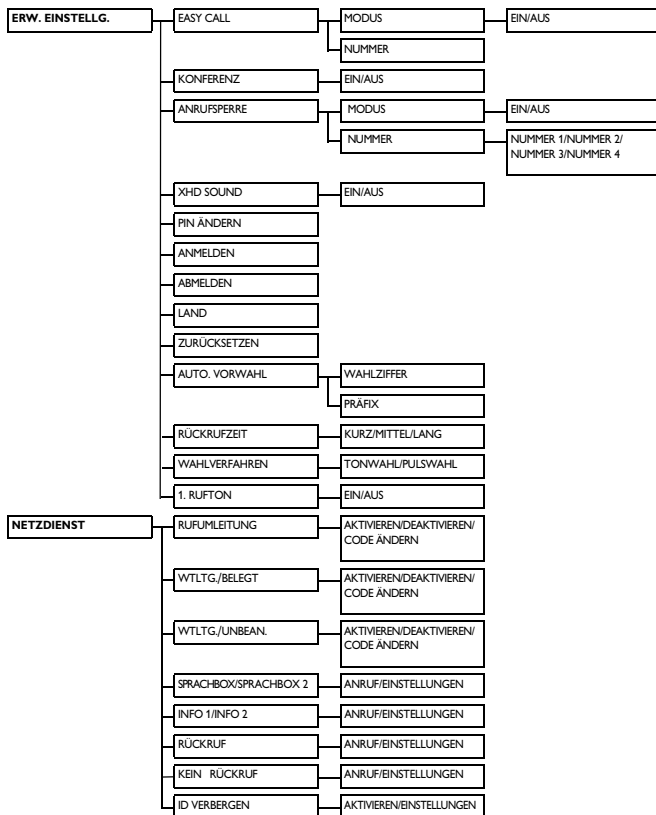 ERW. EINSTELLG.
EASY CALL
MODUS
EIN/AUS
NUMMER
KONFERENZ
EIN/AUS
ANRUFSPERRE
MODUS
EIN/AUS
NUMMER
NUMMER 1/NUMMER 2/
NUMMER 3/NUMMER 4
XHD SOUND
EIN/AUS
PIN ÄNDERN
ANMELDEN
ABMELDEN
LAND
ZURÜCKSETZEN
AUTO. VORWAHL
WAHLZIFFER
PRÄFIX
RÜCKRUFZEIT
KURZ/MITTEL/LANG
WAHLVERFAHREN
TONWAHL/PULSWAHL
1. RUFTON
EIN/AUS
NETZDIENST
RUFUMLEITUNG
AKTIVIEREN/DEAKTIVIEREN/
CODE ÄNDERN
WTLTG./BELEGT
AKTIVIEREN/DEAKTIVIEREN/
CODE ÄNDERN
WTLTG./UNBEAN.
AKTIVIEREN/DEAKTIVIEREN/
CODE ÄNDERN
SPRACHBOX/SPRACHBOX 2
ANRUF/EINSTELLUNGEN
INFO 1/INFO 2
ANRUF/EINSTELLUNGEN
RÜCKRUF
ANRUF/EINSTELLUNGEN
KEIN RÜCKRUF
ANRUF/EINSTELLUNGEN
ID VERBERGEN
AKTIVIEREN/EINSTELLUNGEN